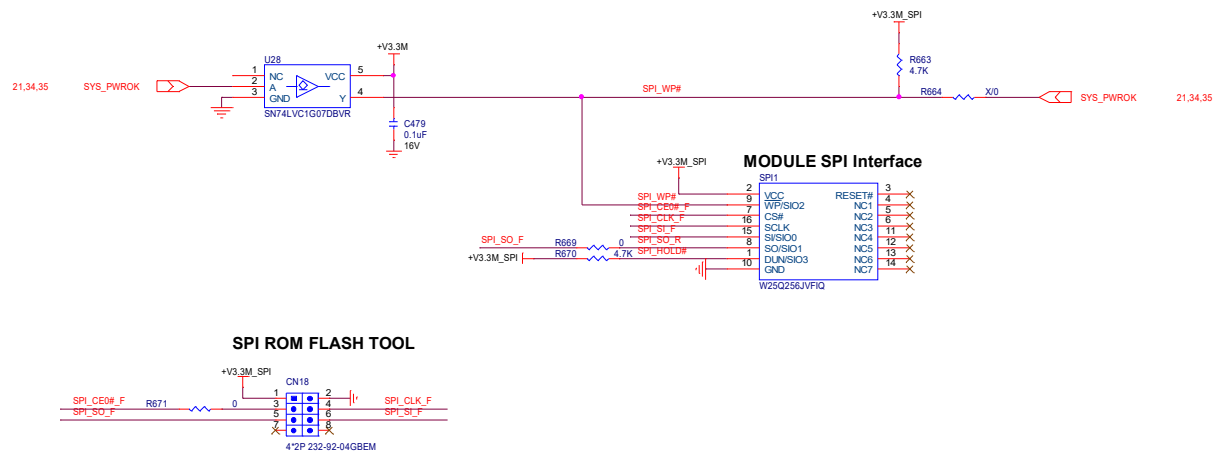 +V3.3M_SPI
+V3.3M
U28
R663
4.7K
1 NC VCC 5
2 A
3 GND Y 4
21,34,35 SYS_PWROK
SPI_WP#
R664 X/0
SYS_PWROK 21,34,35
SN74LVC1G07DBVR
C479
0.1uF
16V
MODULE SPI Interface
+V3.3M_SPI
SPI1
2 VCC RESET# 3
SPI_WP# 9 WP/SIO2 NC1 4
SPI_CE0#_F 7 CS# NC2 5
SPI_CLK_F 16 SCLK NC3 6
SPI_SI_F 15 SI/SIO0 NC4 11
SPI_SO_F R669 0 SPI_SO_R 8 SO/SIO1 NC5 12
+V3.3M_SPI R670 4.7K SPI_HOLD# 1 DUN/SIO3 NC6 13
10 GND NC7 14
W25Q256JVFIQ
SPI ROM FLASH TOOL
+V3.3M_SPI
CN18
1 2
SPI_CE0#_F R671 0 3 4 SPI_CLK_F
SPI_SO_F 5 6 SPI_SI_F
7 8
4*2P 232-92-04GBEM